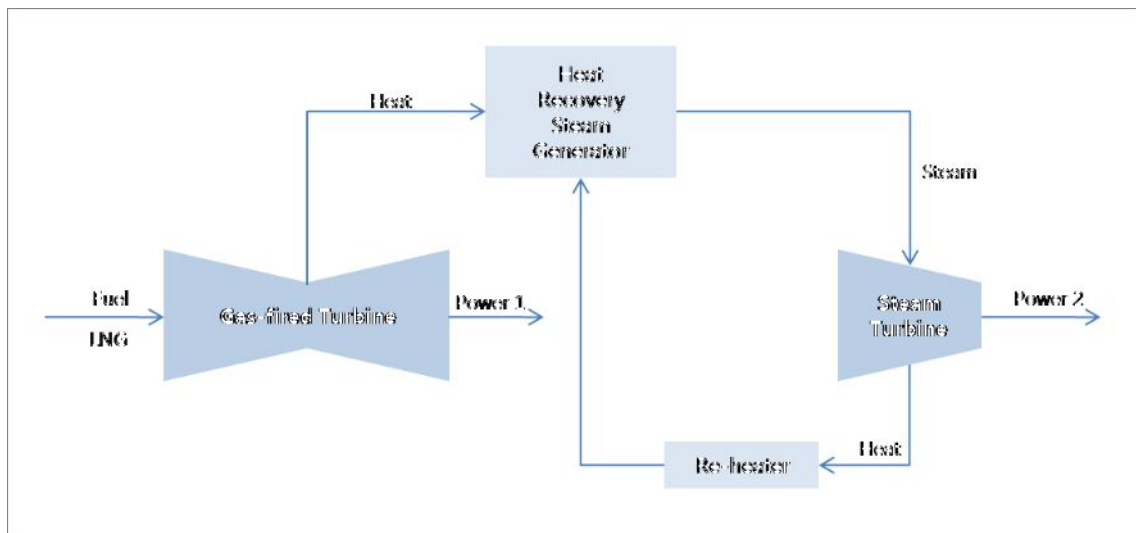 Heat
Recovery
Steam
Generator
Heat
Steam
Fuel
LNG
Gas-fired Turbine
Power 1
Steam
Turbine
Power 2
Heat
Re-heater